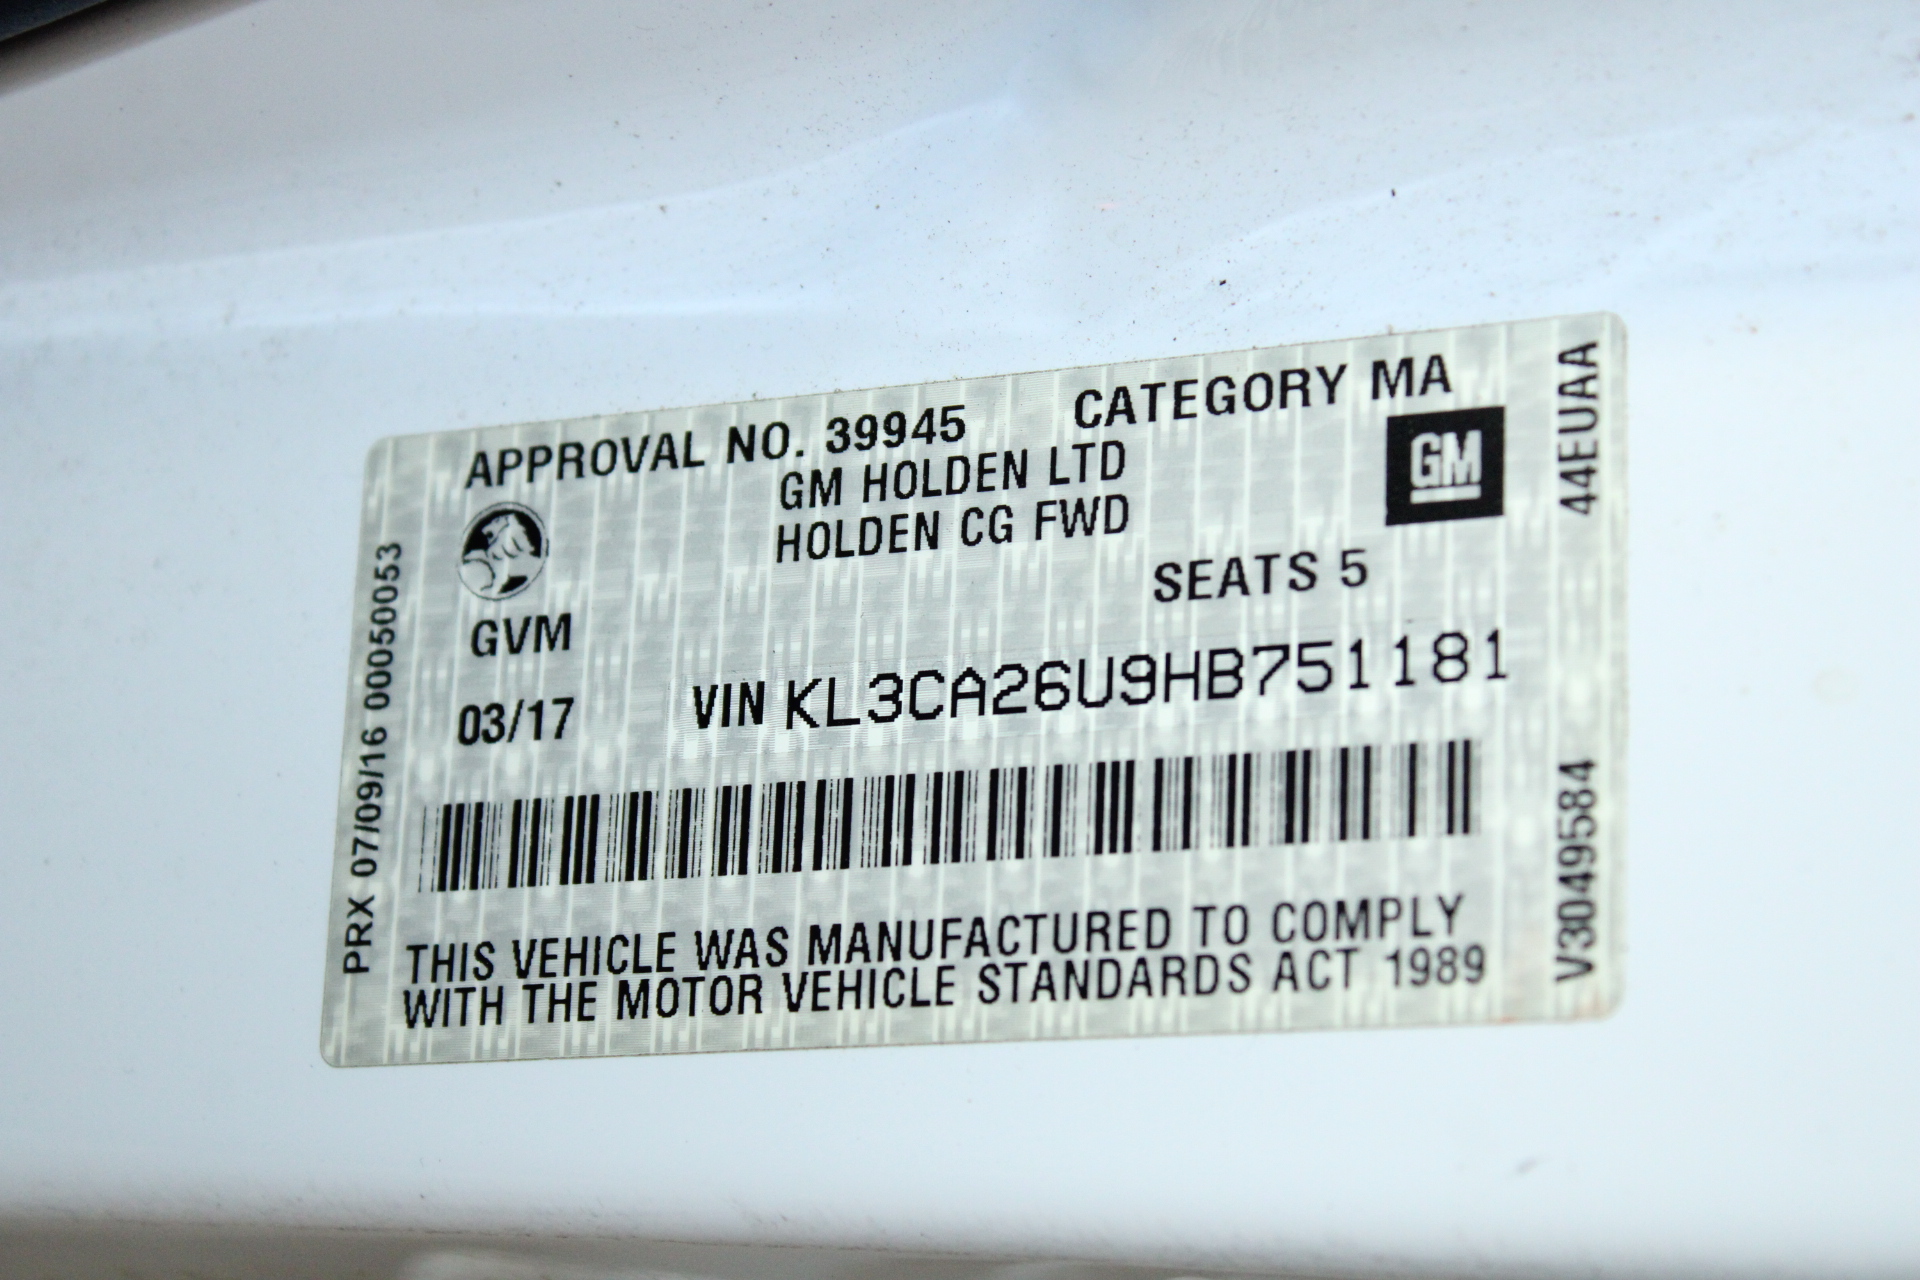 APPROVAL NO. 39945 CATEGORY MA
GM HOLDEN LTD
HOLDEN CG FWD
GM
SEATS 5
GVM
03/17 VIN KL3CA26U9HB751181
THIS VEHICLE WAS MANUFACTURED TO COMPLY
WITH THE MOTOR VEHICLE STANDARDS ACT 1989
PRX 07/09/16 00050053
44EUAA
V3049584